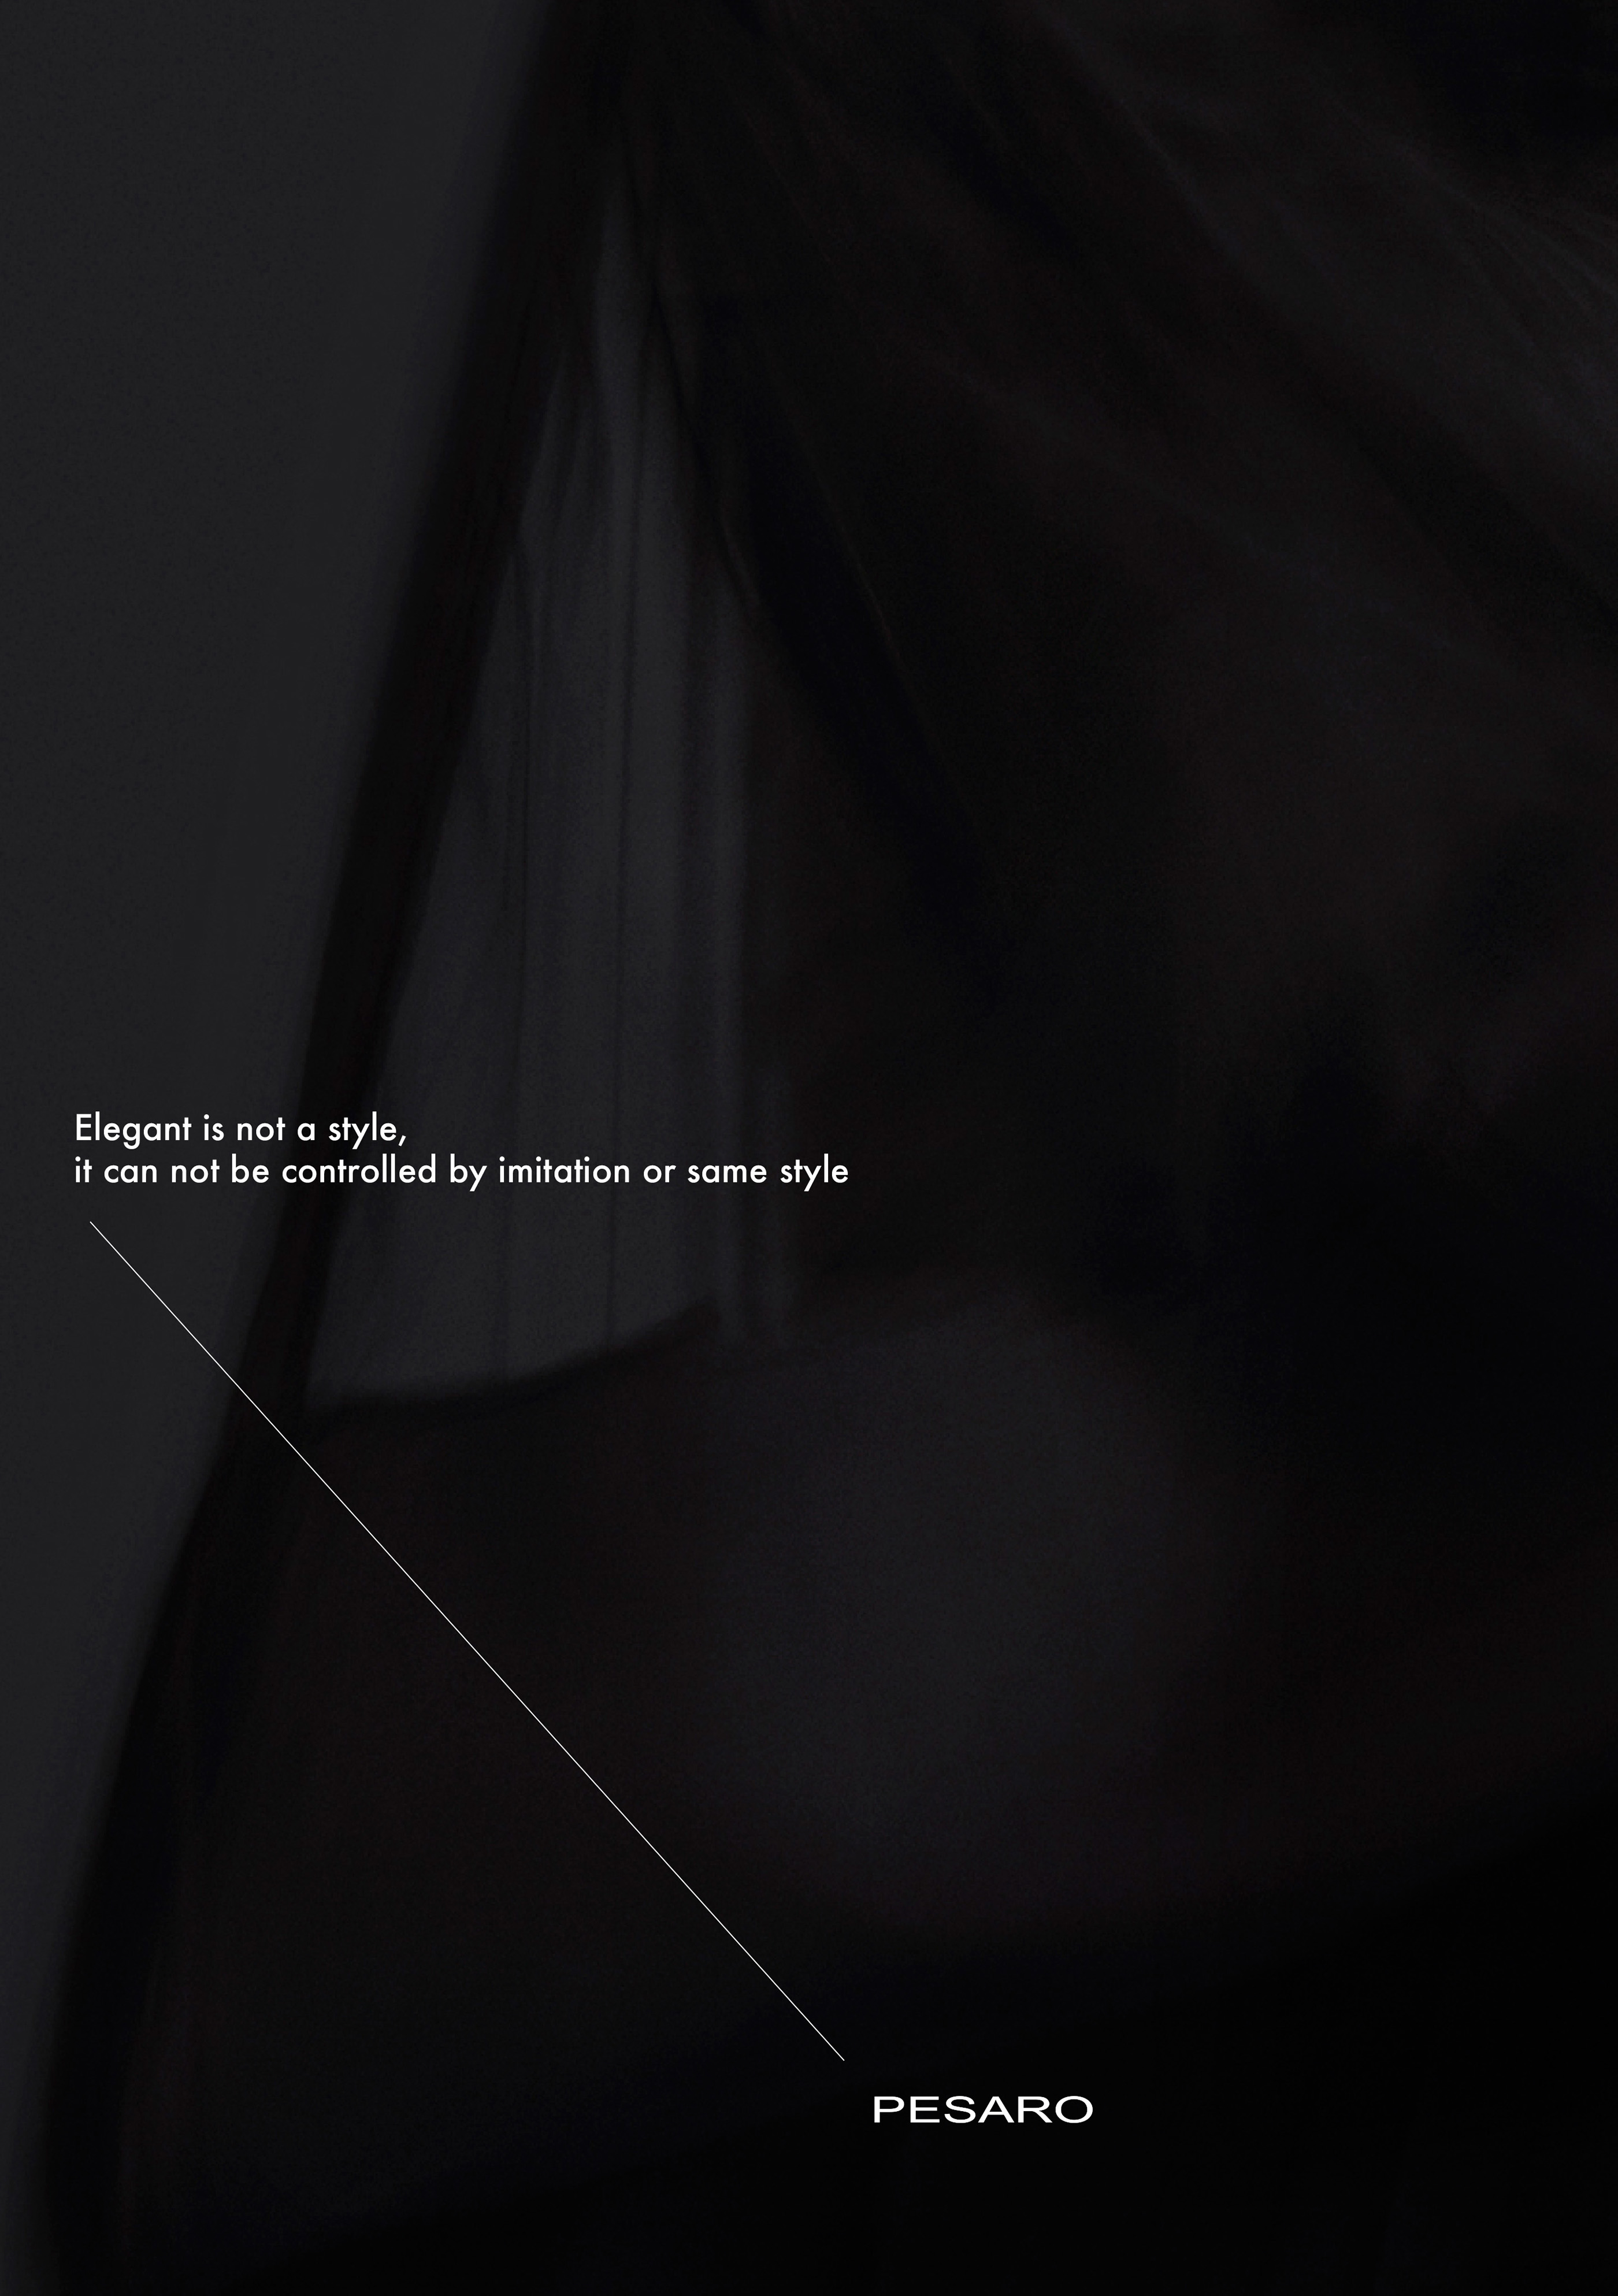 Elegant is not a style,
it can not be controlled by imitation or same style
PESARO